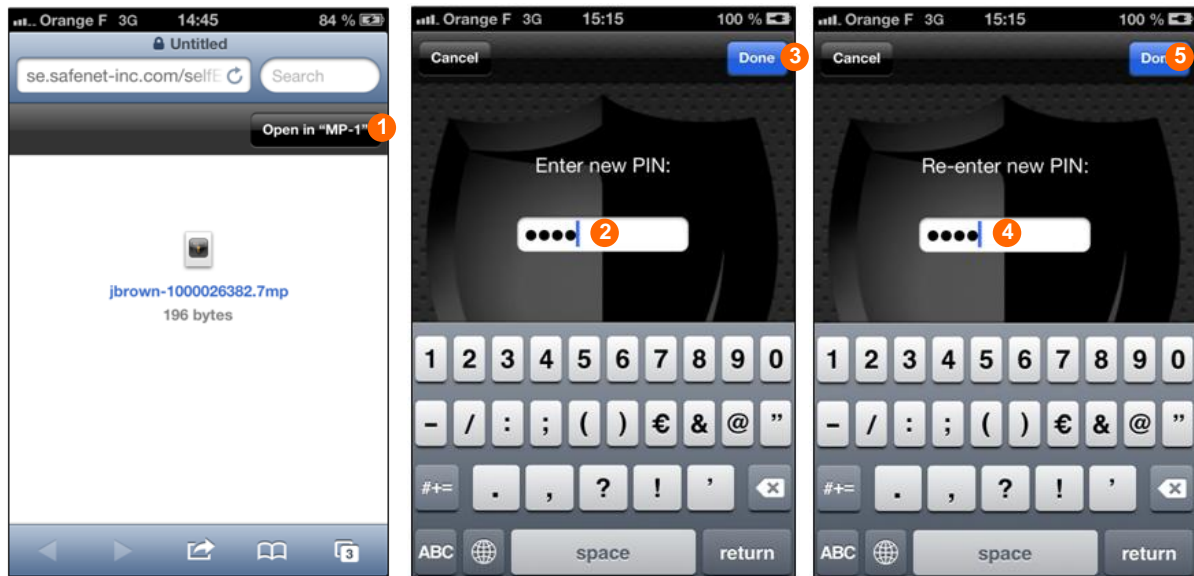 Orange F 3G 14:45 84 %
Untitled
se.safenet-inc.com/selfE
Search
Open in “MP-1” 1
jbrown-1000026382.7mp
196 bytes
3
Orange F 3G 15:15 100 %
Cancel Done 3
Enter new PIN:
•••• 2
1 2 3 4 5 6 7 8 9 0
- / : ; ( ) € & @ ”
#+= . , ? ! ’
ABC space return
Orange F 3G 15:15 100 %
Cancel Don 5
Re-enter new PIN:
•••• 4
1 2 3 4 5 6 7 8 9 0
- / : ; ( ) € & @ ”
#+= . , ? ! ’
ABC space return